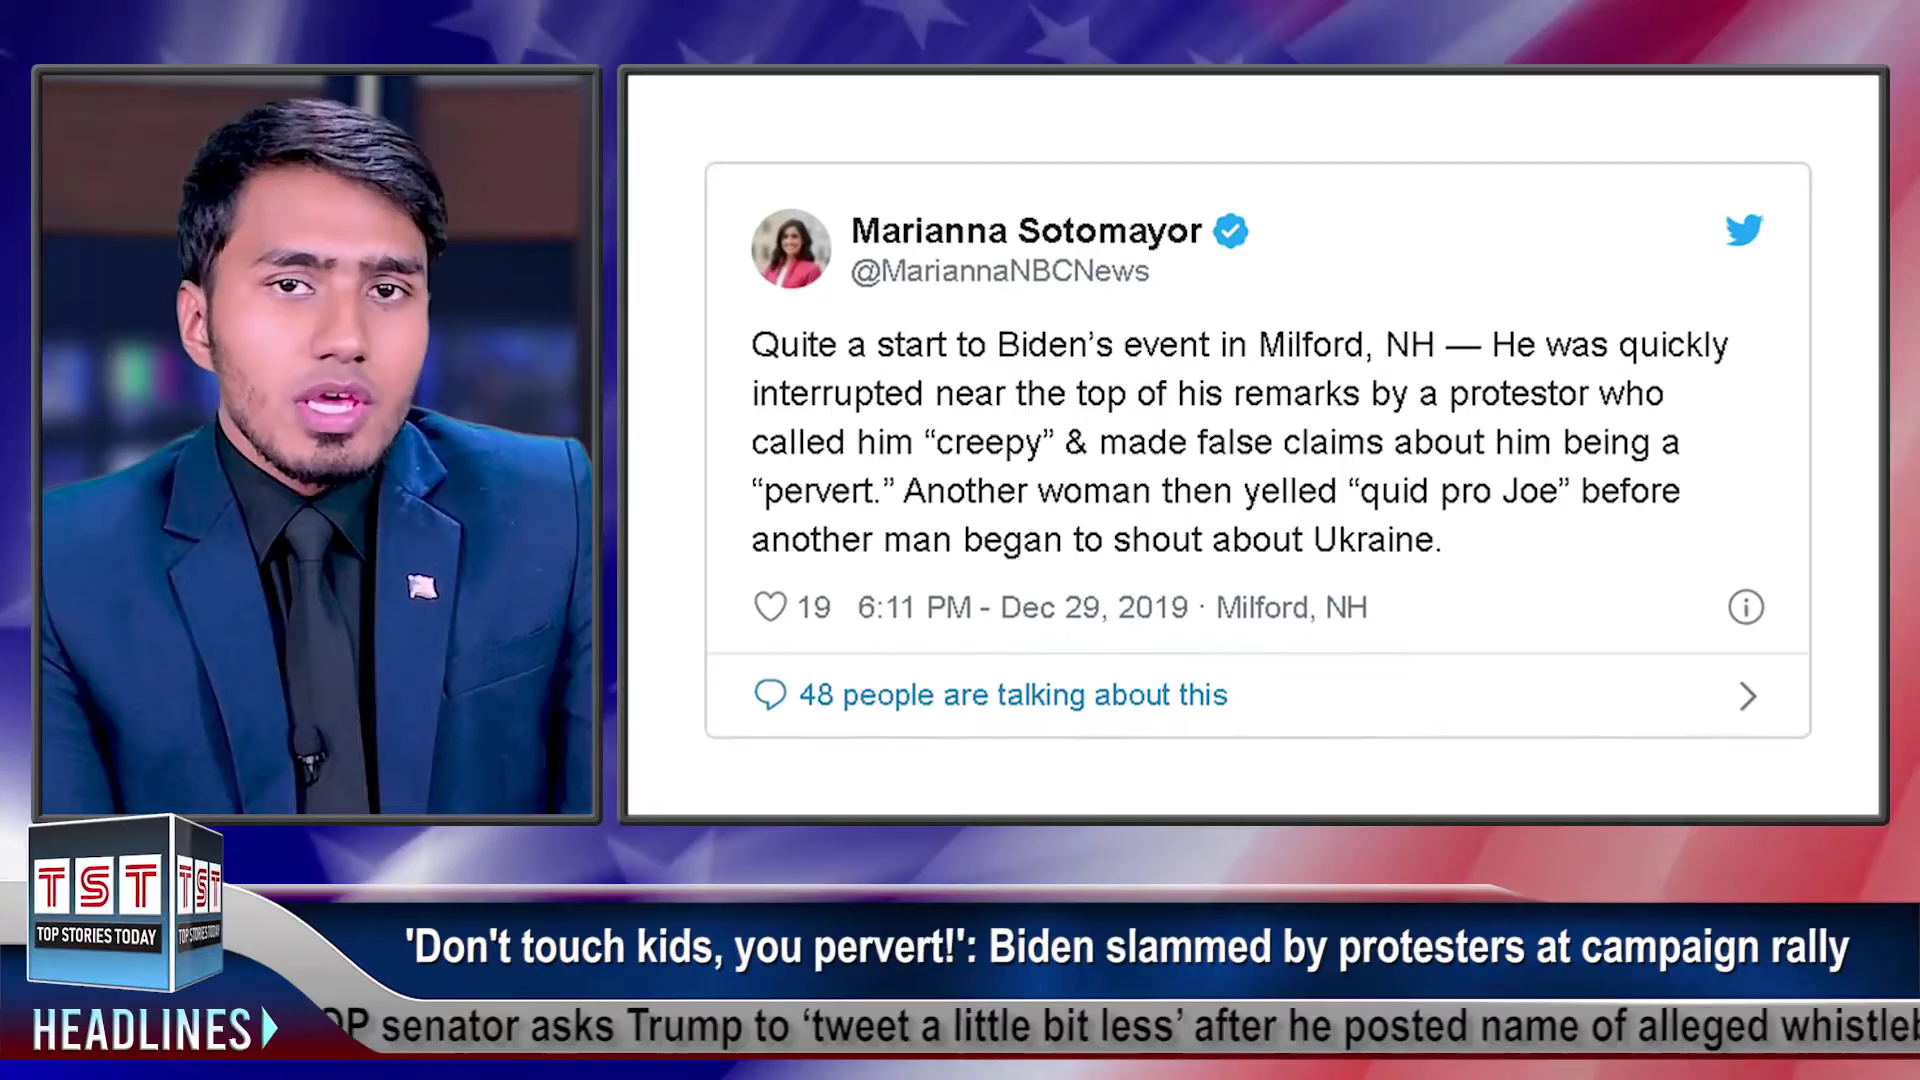 Marianna Sotomayor
@MariannaNBCNews
Quite a start to Biden’s event in Milford, NH — He was quickly
interrupted near the top of his remarks by a protestor who
called him “creepy” & made false claims about him being a
“pervert.” Another woman then yelled “quid pro Joe” before
another man began to shout about Ukraine.
19 6:11 PM - Dec 29, 2019 · Milford, NH
48 people are talking about this
TST TST
TOP STORIES TODAY TOP STORIES TODAY
'Don't touch kids, you pervert!': Biden slammed by protesters at campaign rally
HEADLINES
senator asks Trump to ‘tweet a little bit less’ after he posted name of alleged